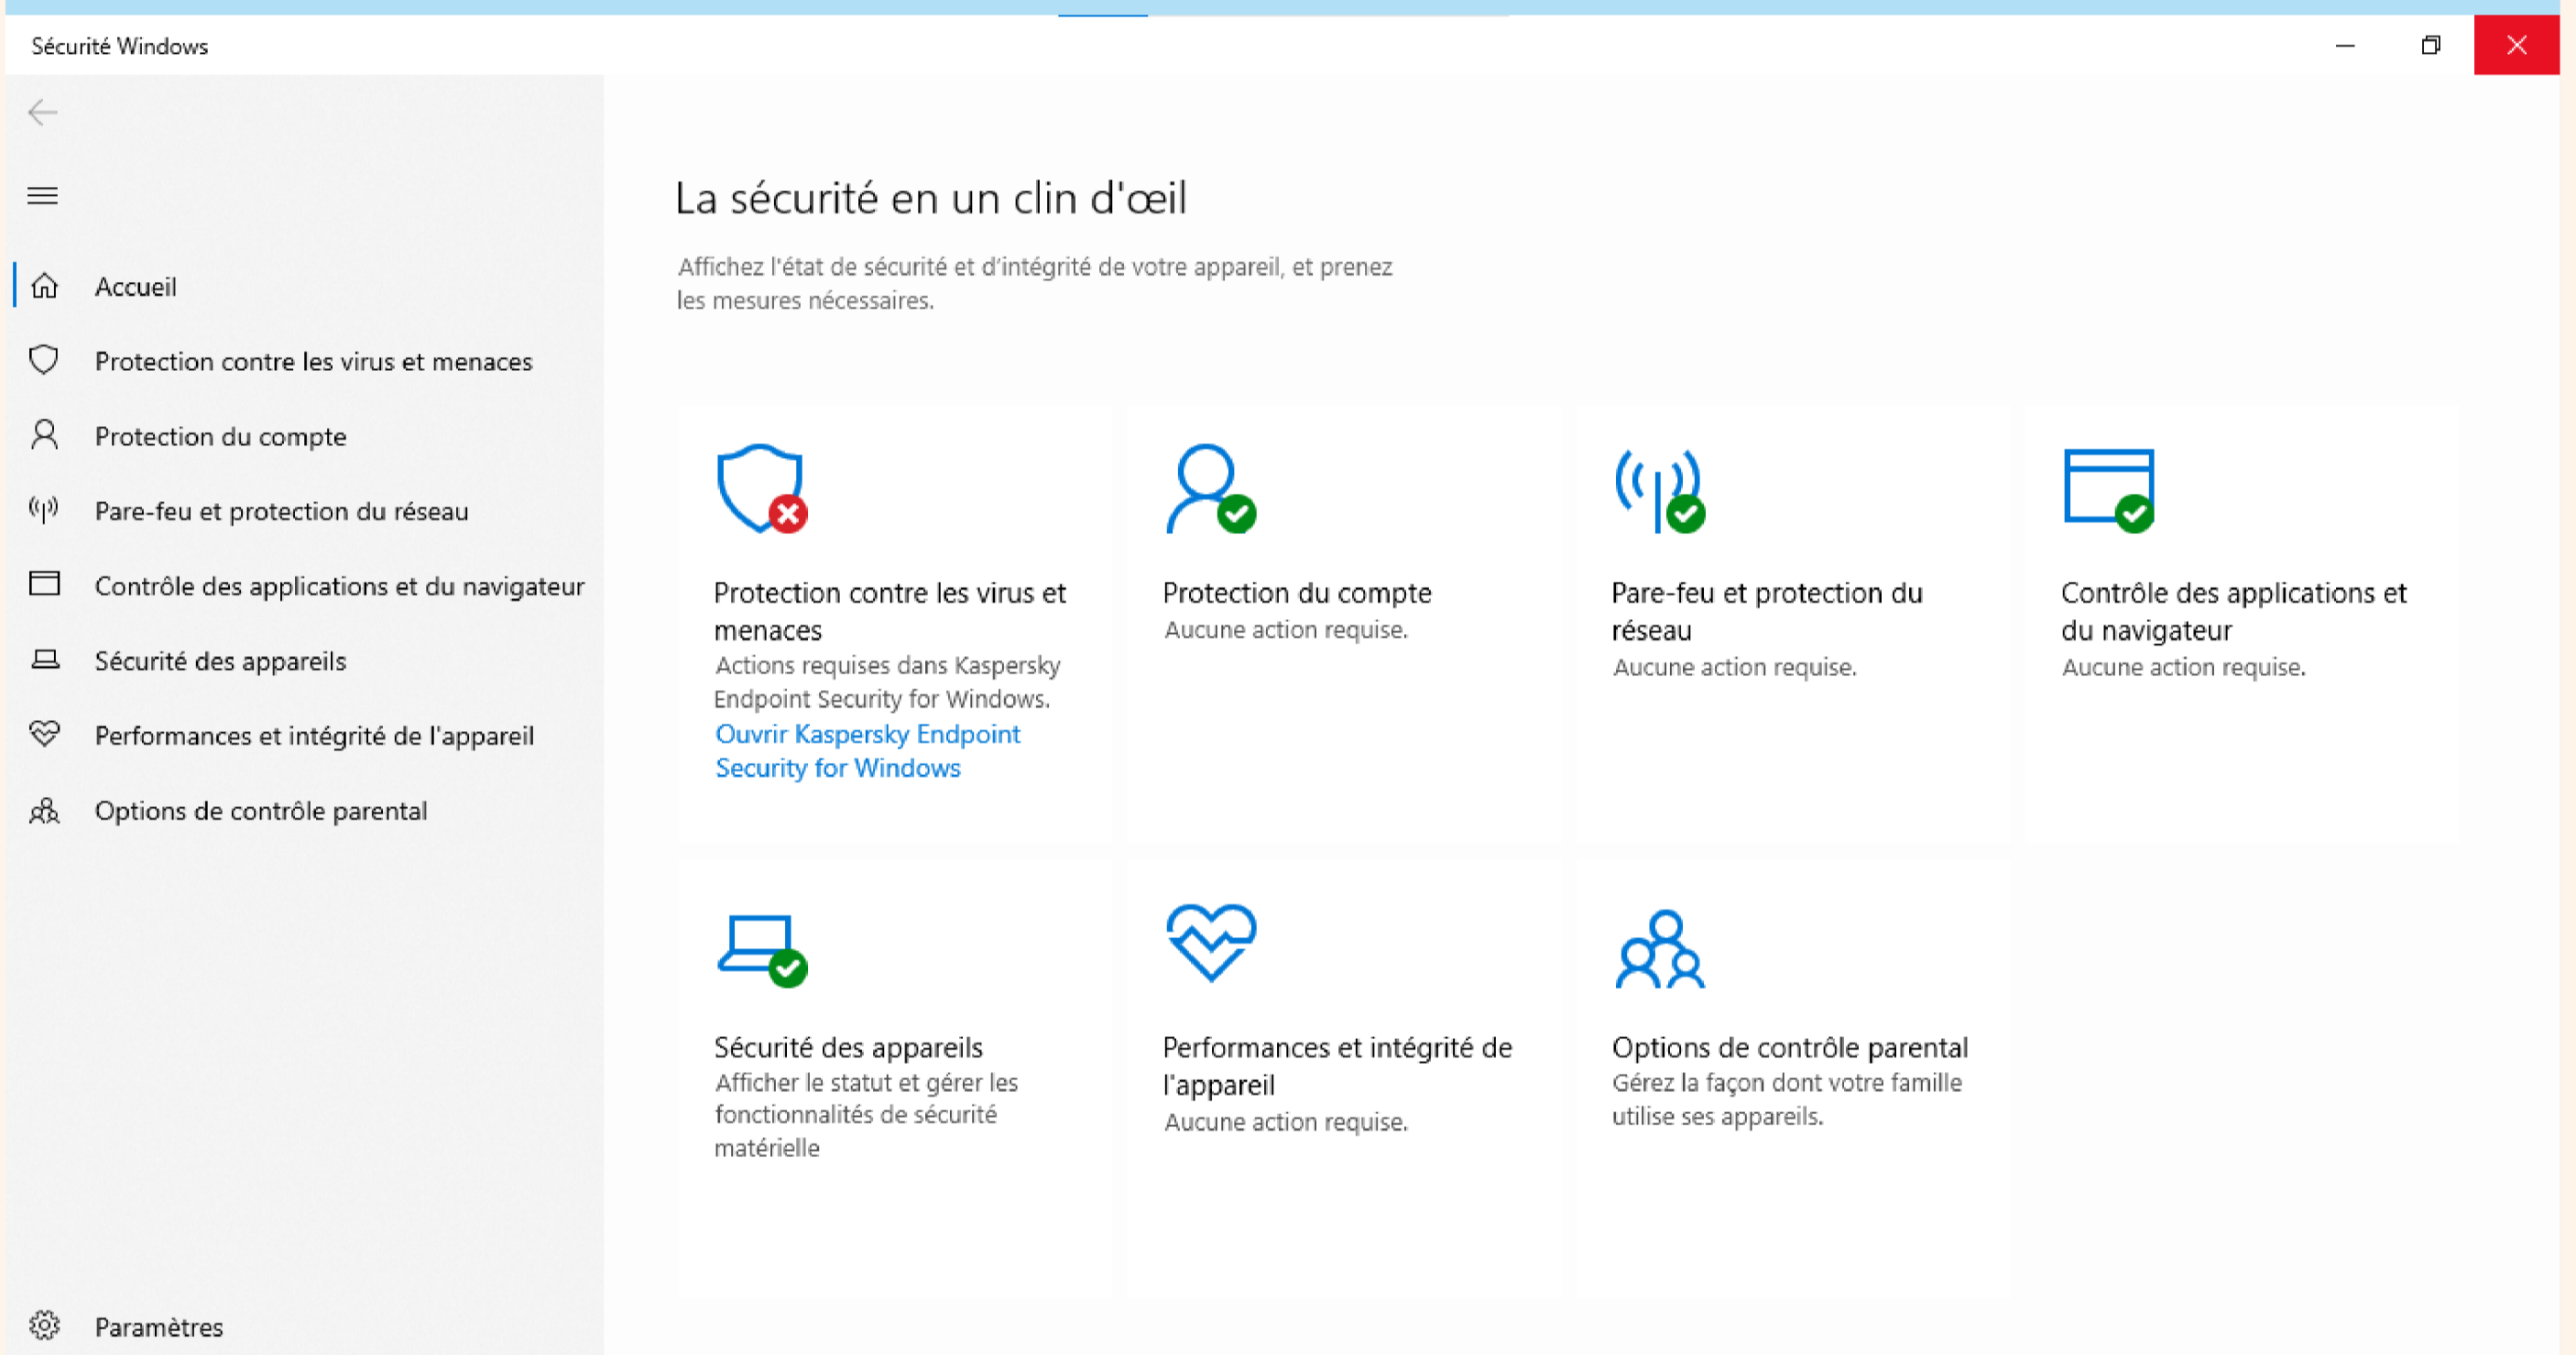 Sécurité Windows
Accueil
Protection contre les virus et menaces
Protection du compte
Pare-feu et protection du réseau
Contrôle des applications et du navigateur
Sécurité des appareils
Performances et intégrité de l'appareil
Options de contrôle parental
Paramètres
La sécurité en un clin d'œil
Affichez l'état de sécurité et d’intégrité de votre appareil, et prenez
les mesures nécessaires.
Protection contre les virus et
menaces
Actions requises dans Kaspersky
Endpoint Security for Windows.
Ouvrir Kaspersky Endpoint
Security for Windows
Protection du compte
Aucune action requise.
Pare-feu et protection du
réseau
Aucune action requise.
Contrôle des applications et
du navigateur
Aucune action requise.
Sécurité des appareils
Afficher le statut et gérer les
fonctionnalités de sécurité
matérielle
Performances et intégrité de
l'appareil
Aucune action requise.
Options de contrôle parental
Gérez la façon dont votre famille
utilise ses appareils.